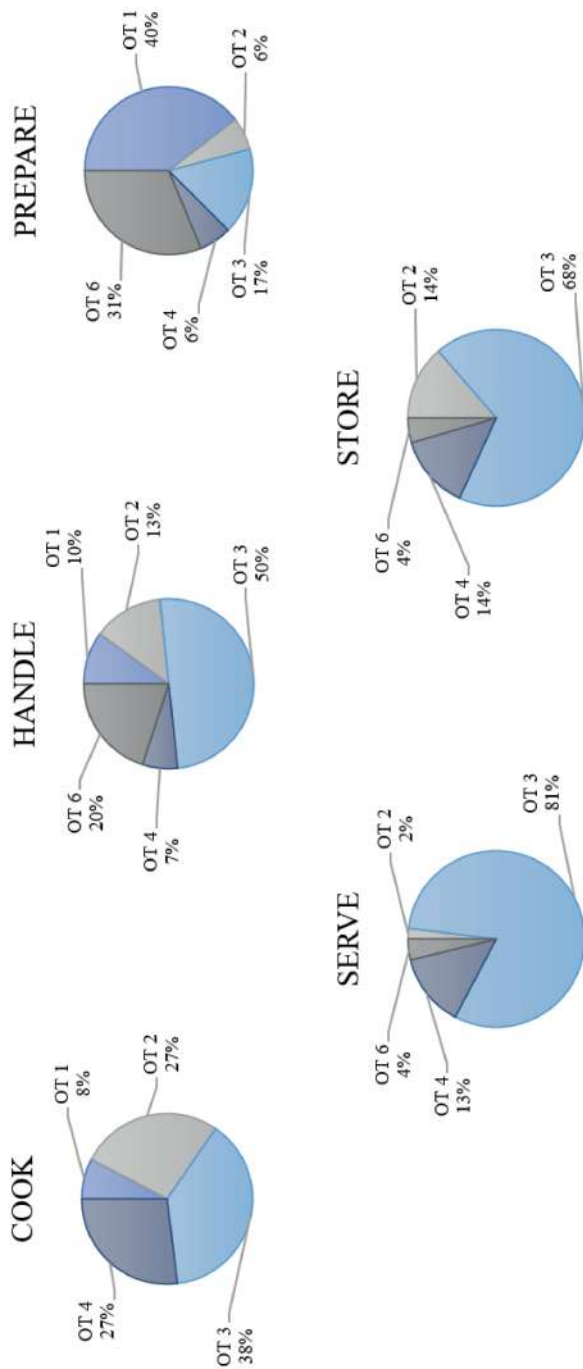 COOK
OT 1
8%
OT 2
27%
OT 3
38%
OT 4
27%
HANDLE
OT 1
10%
OT 2
13%
OT 3
50%
OT 4
7%
OT 6
20%
PREPARE
OT 1
40%
OT 2
6%
OT 3
17%
OT 4
6%
OT 6
31%
SERVE
OT 2
2%
OT 3
81%
OT 4
13%
OT 6
4%
STORE
OT 2
14%
OT 3
68%
OT 4
14%
OT 6
4%